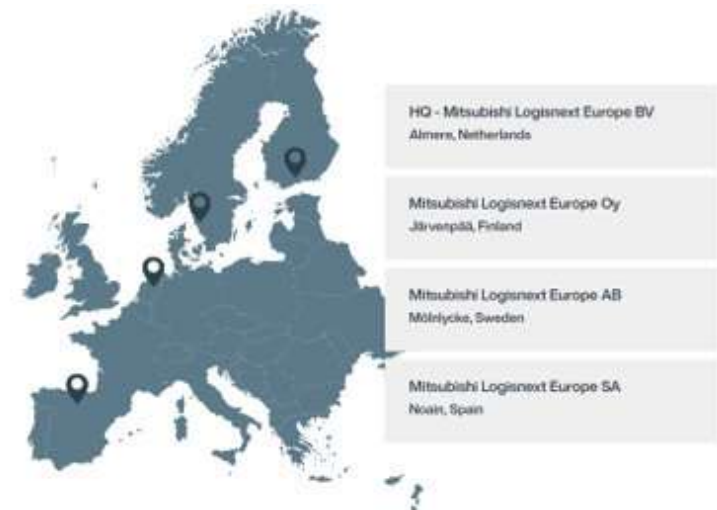 HQ - Mitsubishi Logisnext Europe BV
Almere, Netherlands
Mitsubishi Logisnext Europe Oy
Järvenpää, Finland
Mitsubishi Logisnext Europe AB
Mölnlycke, Sweden
Mitsubishi Logisnext Europe SA
Noain, Spain